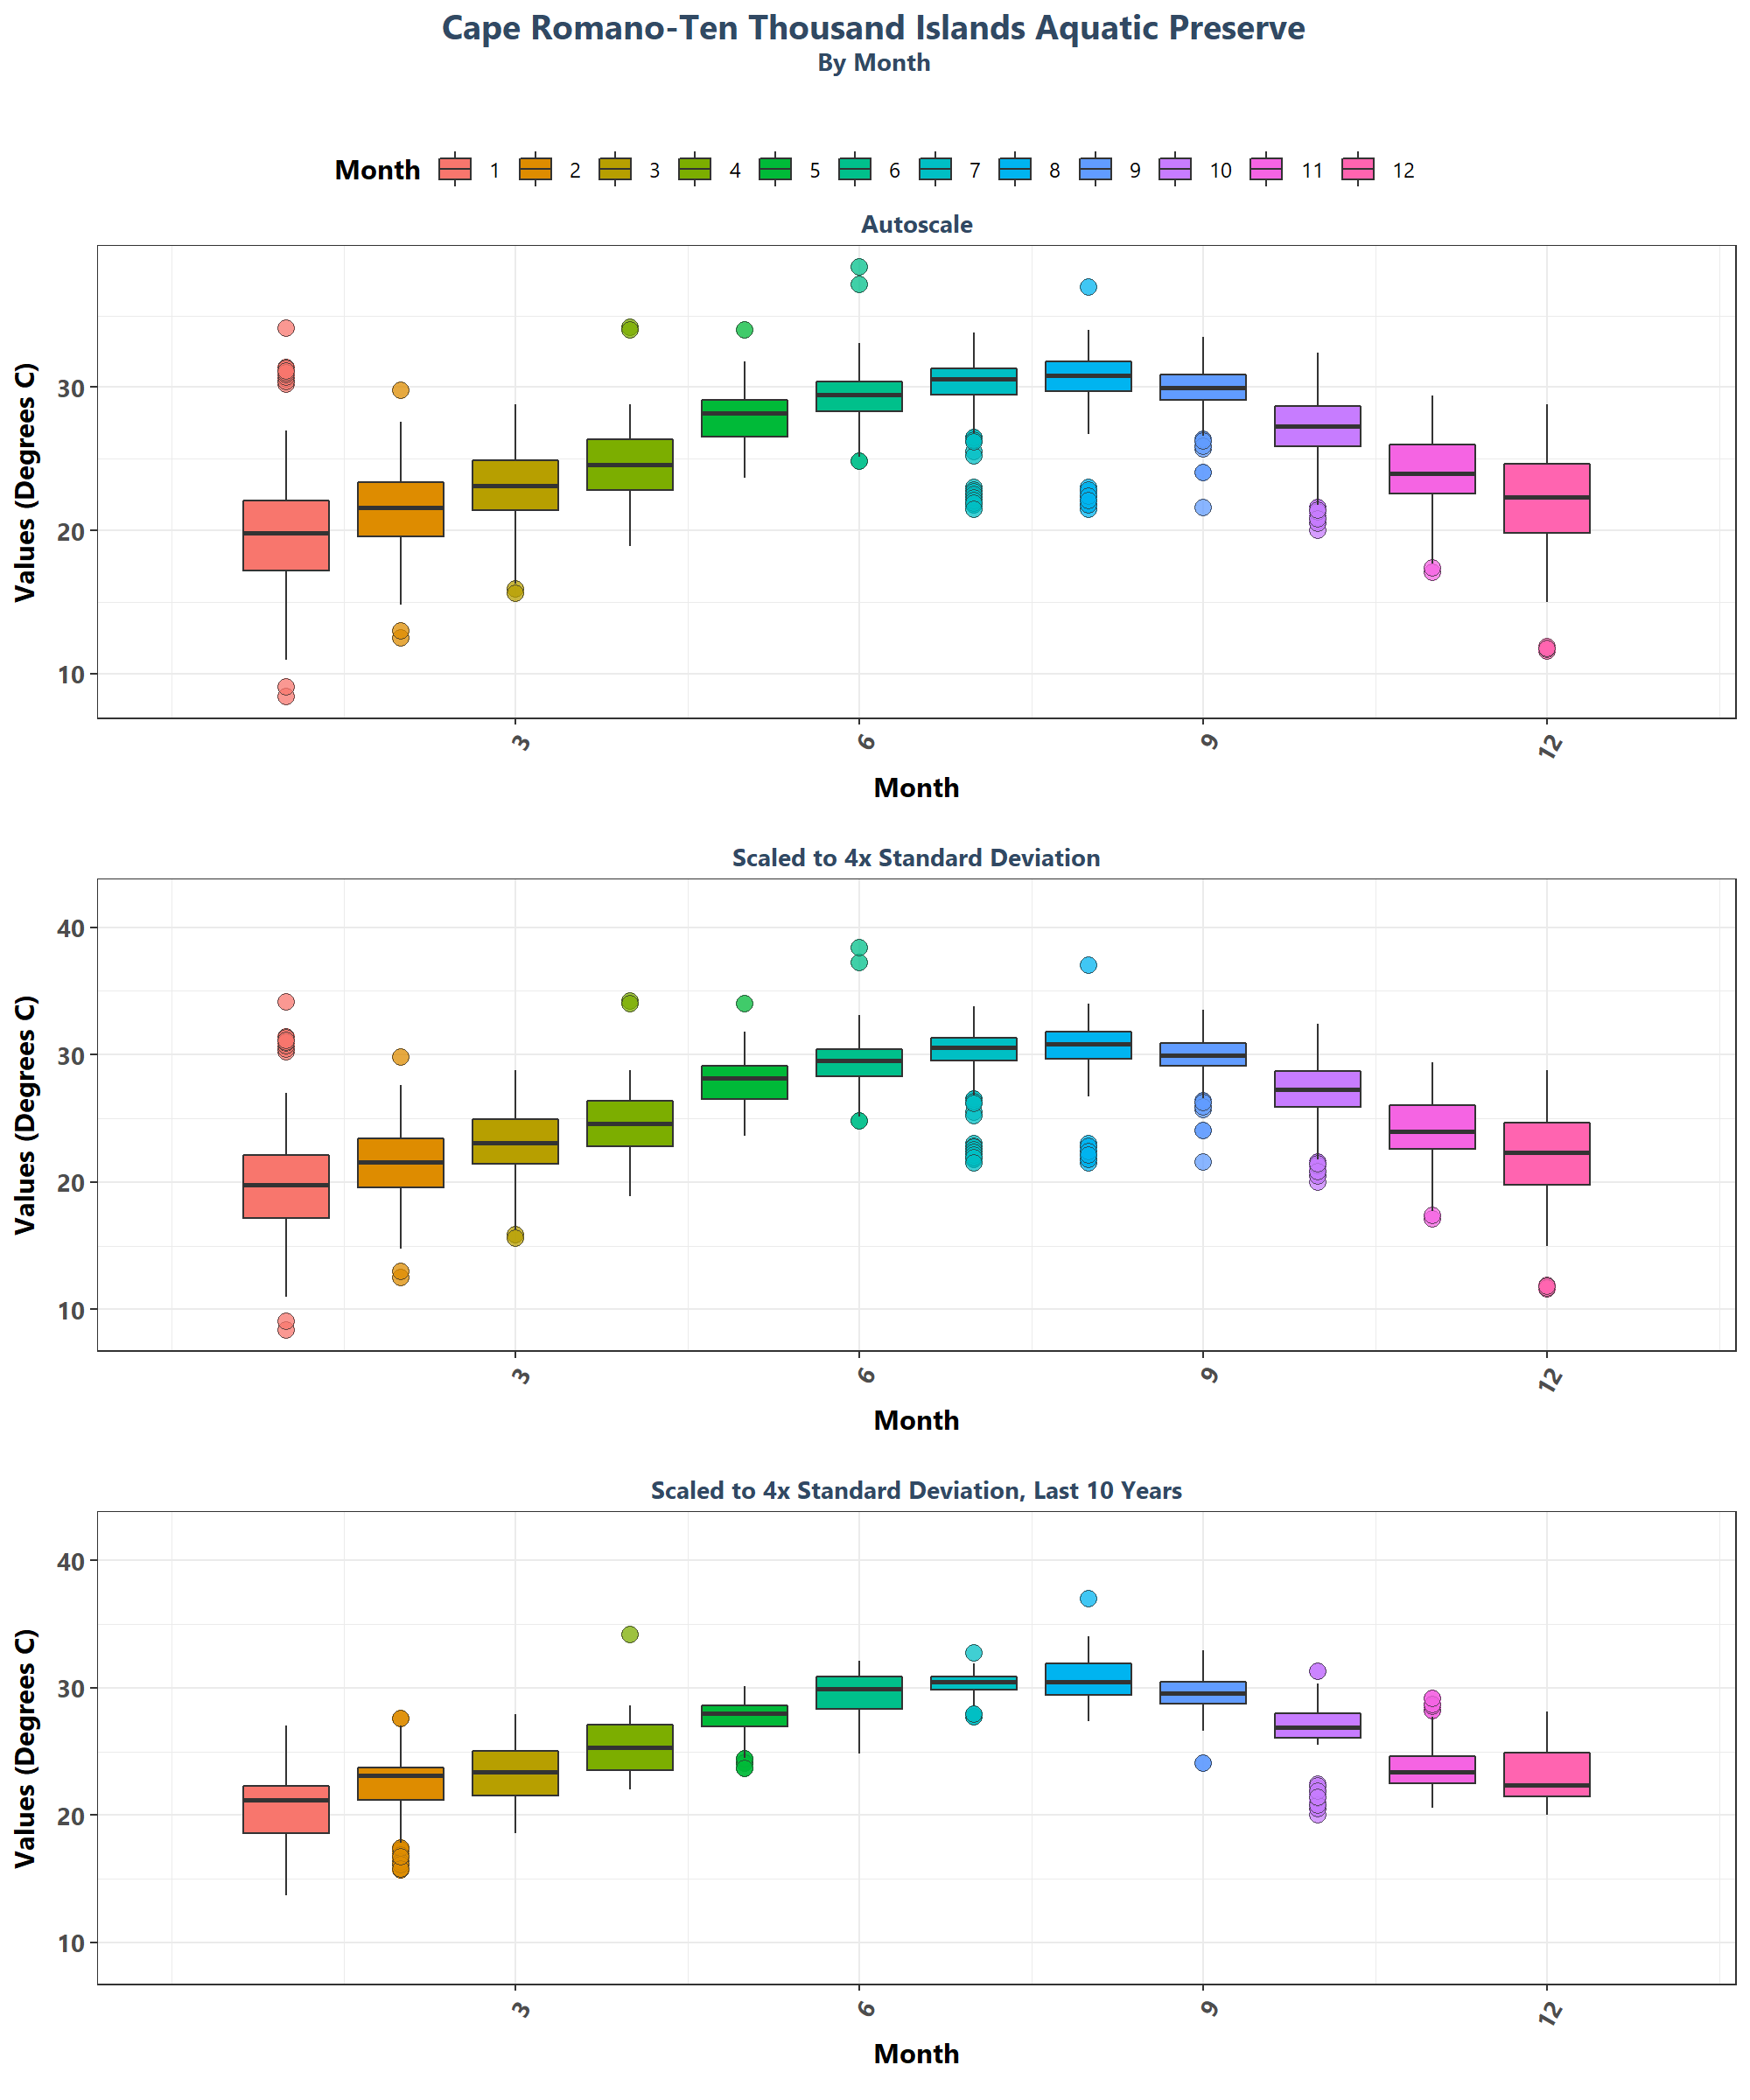 Cape Romano-Ten Thousand Islands Aquatic Preserve
By Month
Month 1 2 3 4 5 6 7 8 9 10 11 12
Autoscale
Values (Degrees C)
30
20
10
3 6 9 12
Month
Scaled to 4x Standard Deviation
Values (Degrees C)
40
30
20
10
3 6 9 12
Month
Scaled to 4x Standard Deviation, Last 10 Years
Values (Degrees C)
40
30
20
10
3 6 9 12
Month